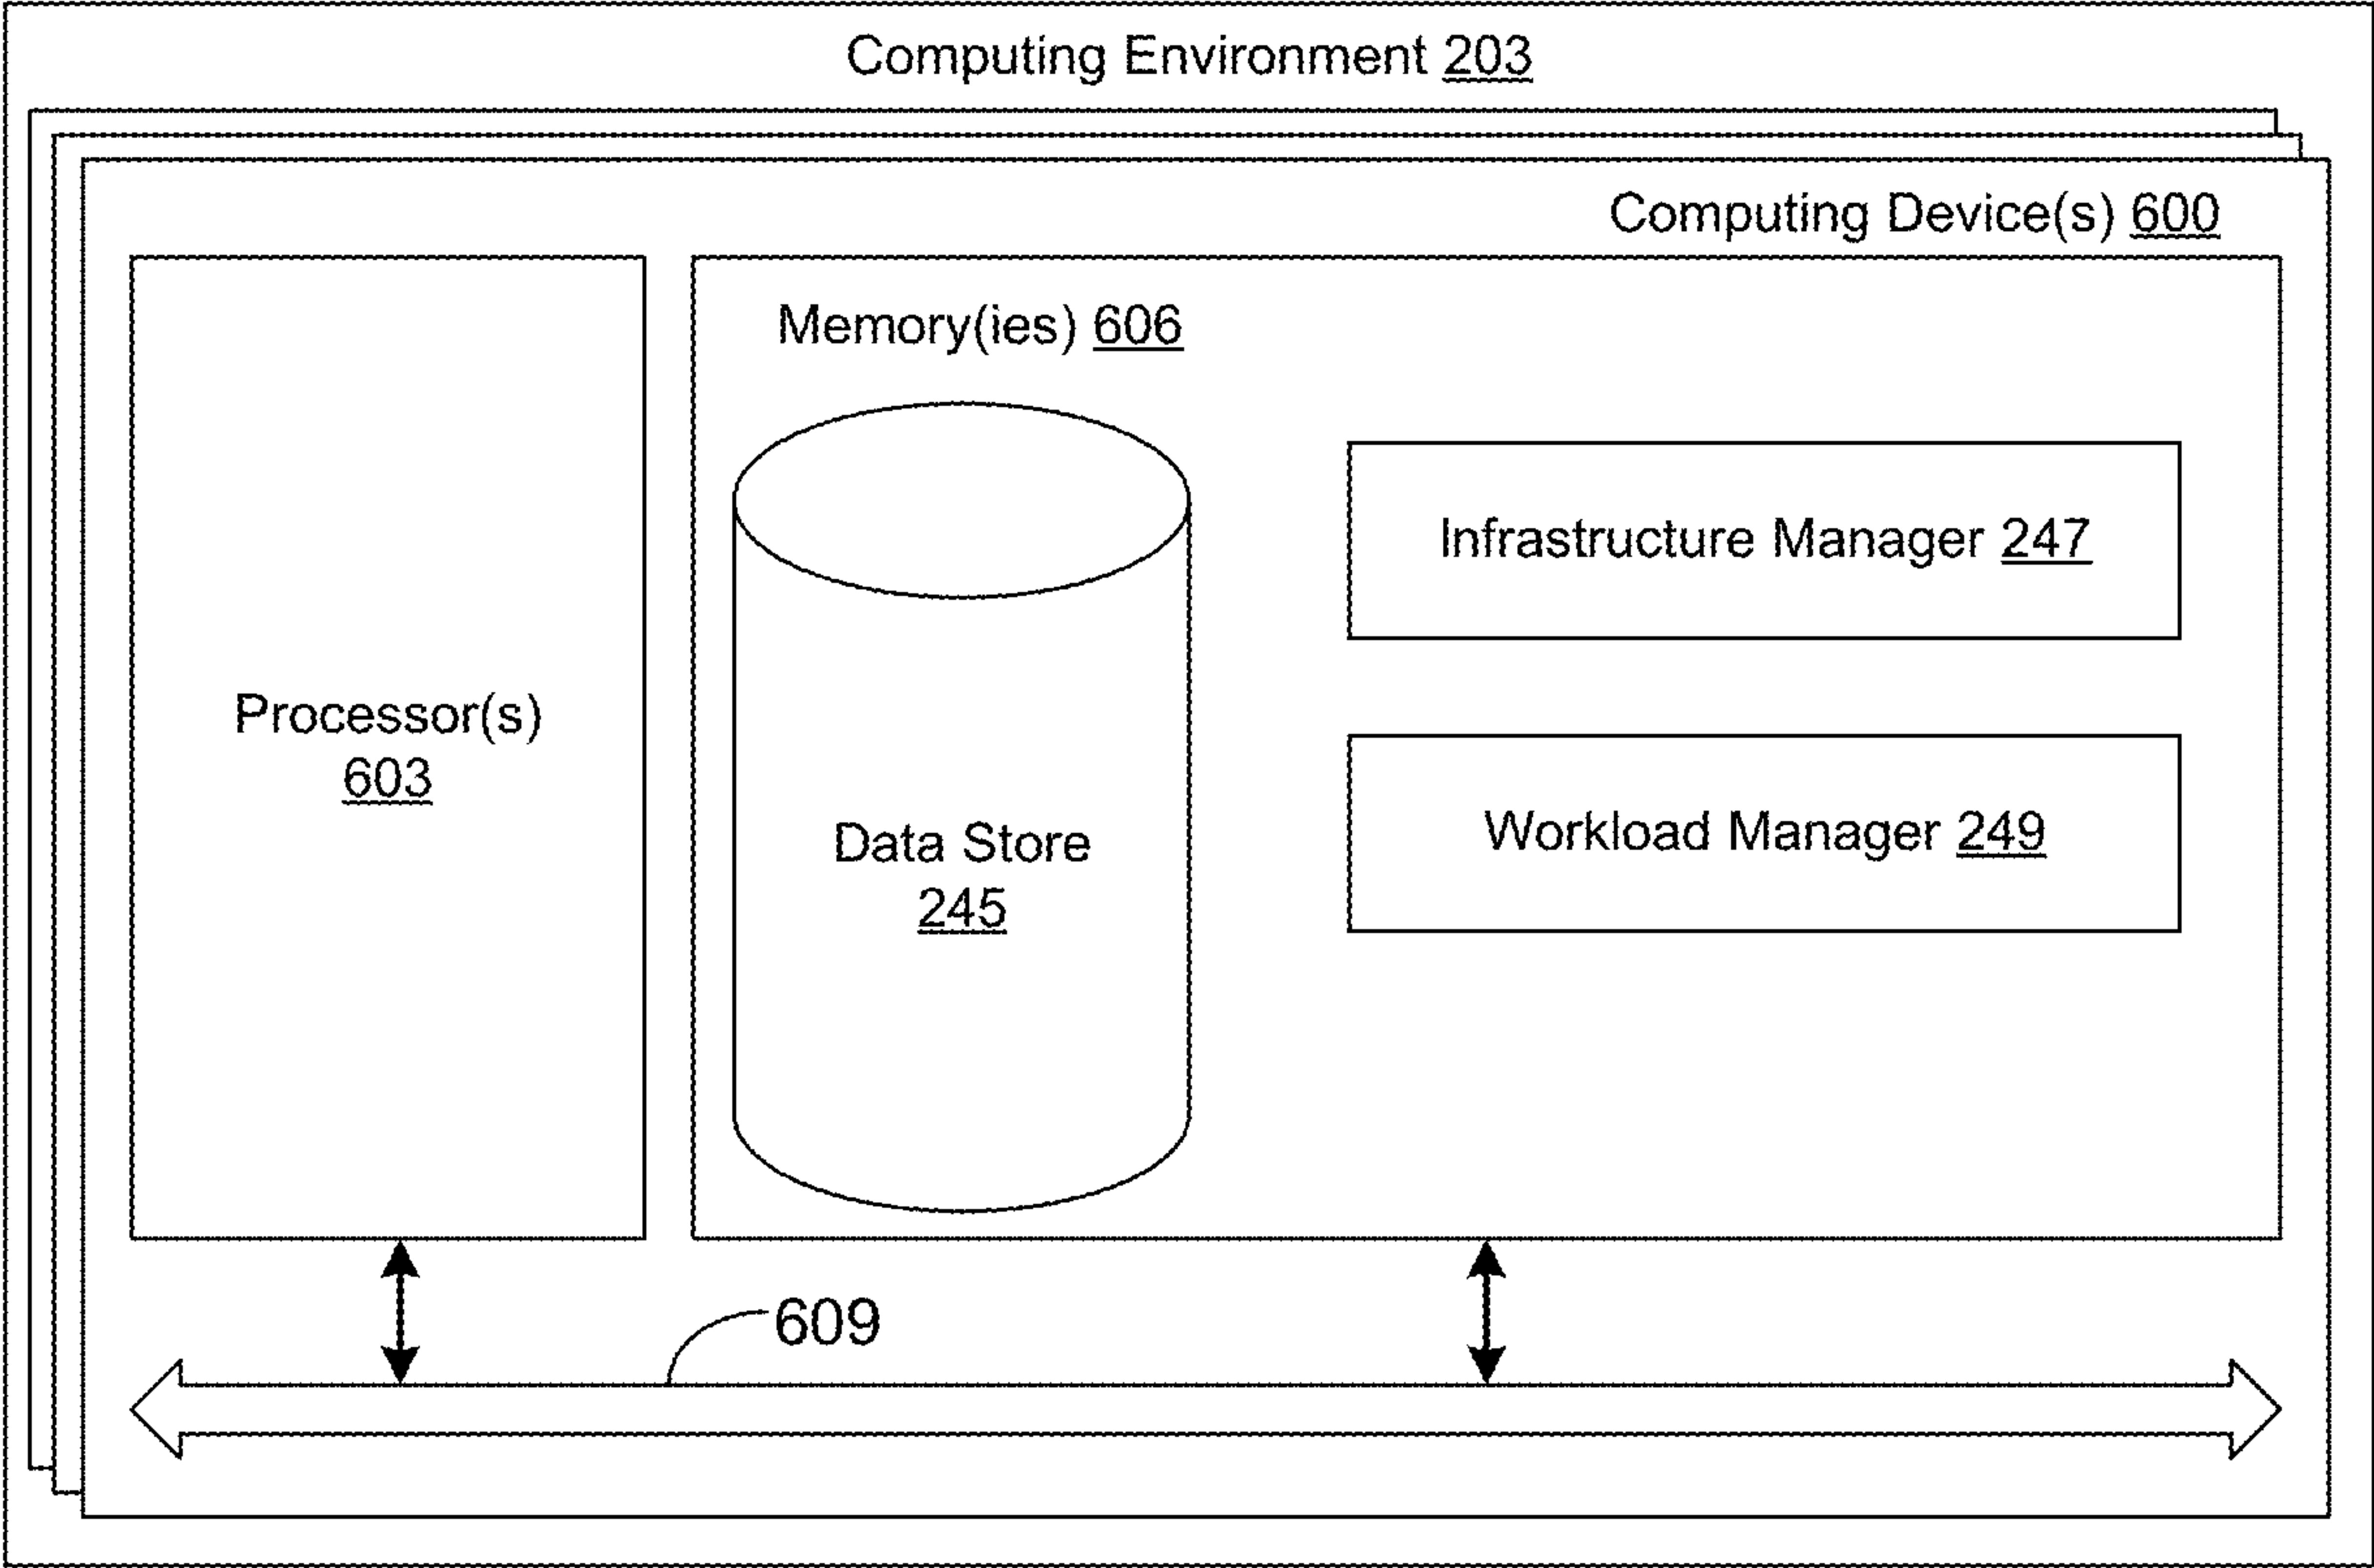 Computing Environment 203
Computing Device(s) 600
Memory(ies) 606
Infrastructure Manager 247
Processor(s)
603
Workload Manager 249
Data Store
245
609